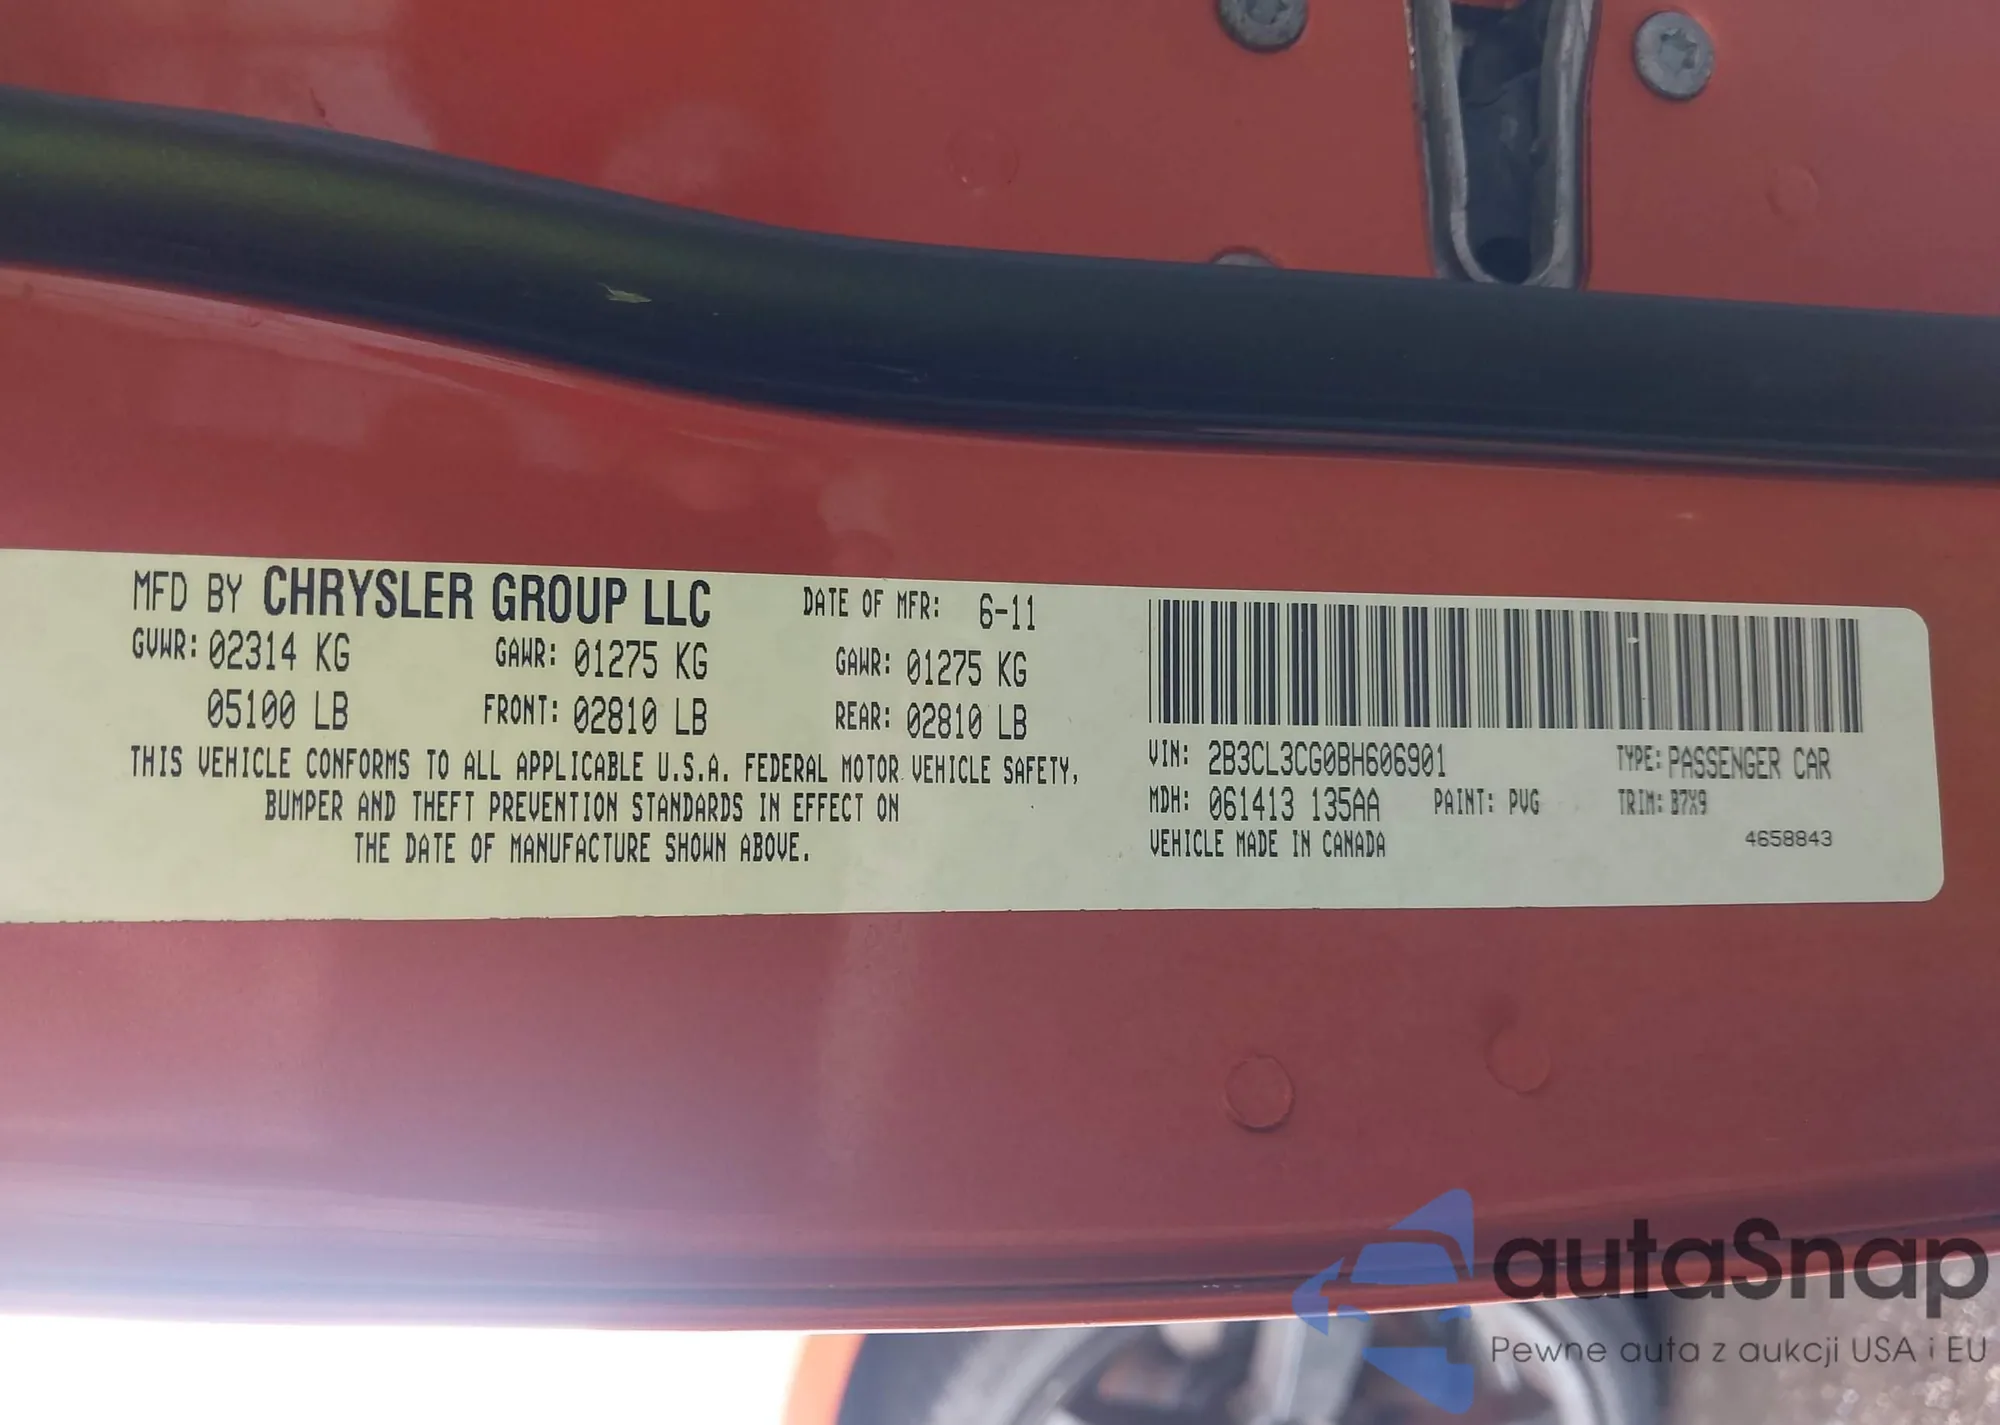 MFD BY CHRYSLER GROUP LLC DATE OF MFR: 6-11
GVWR: 02314 KG GAWR: 01275 KG GAWR: 01275 KG
05100 LB FRONT: 02810 LB REAR: 02810 LB
THIS VEHICLE CONFORMS TO ALL APPLICABLE U.S.A. FEDERAL MOTOR VEHICLE SAFETY,
BUMPER AND THEFT PREVENTION STANDARDS IN EFFECT ON
THE DATE OF MANUFACTURE SHOWN ABOVE.
VIN: 2B3CL3CG0BH606901 TYPE: PASSENGER CAR
MDH: 061413 135AA PAINT: PVG TRIM: B7X9
VEHICLE MADE IN CANADA 4658843
autaSnap
Pewne auta z aukcji USA i EU